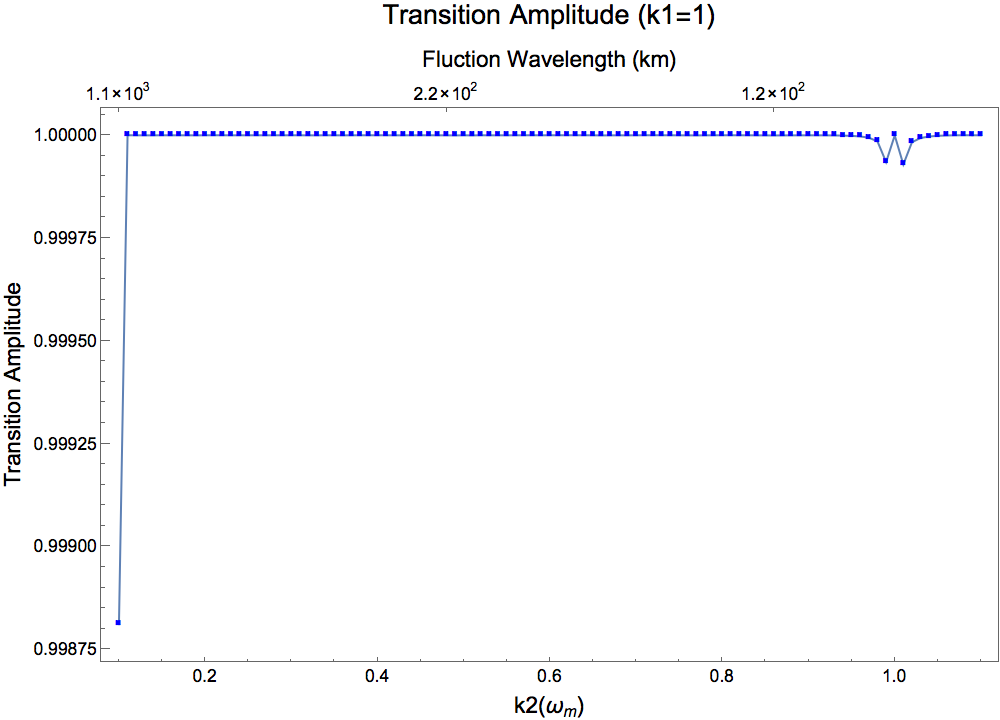 Transition Amplitude (k1=1)
Fluction Wavelength (km)
1.1×10³ 2.2×10² 1.2×10²
1.00000
0.99975
0.99950
0.99925
0.99900
0.99875
Transition Amplitude
0.2 0.4 0.6 0.8 1.0
k2(ωₘ)